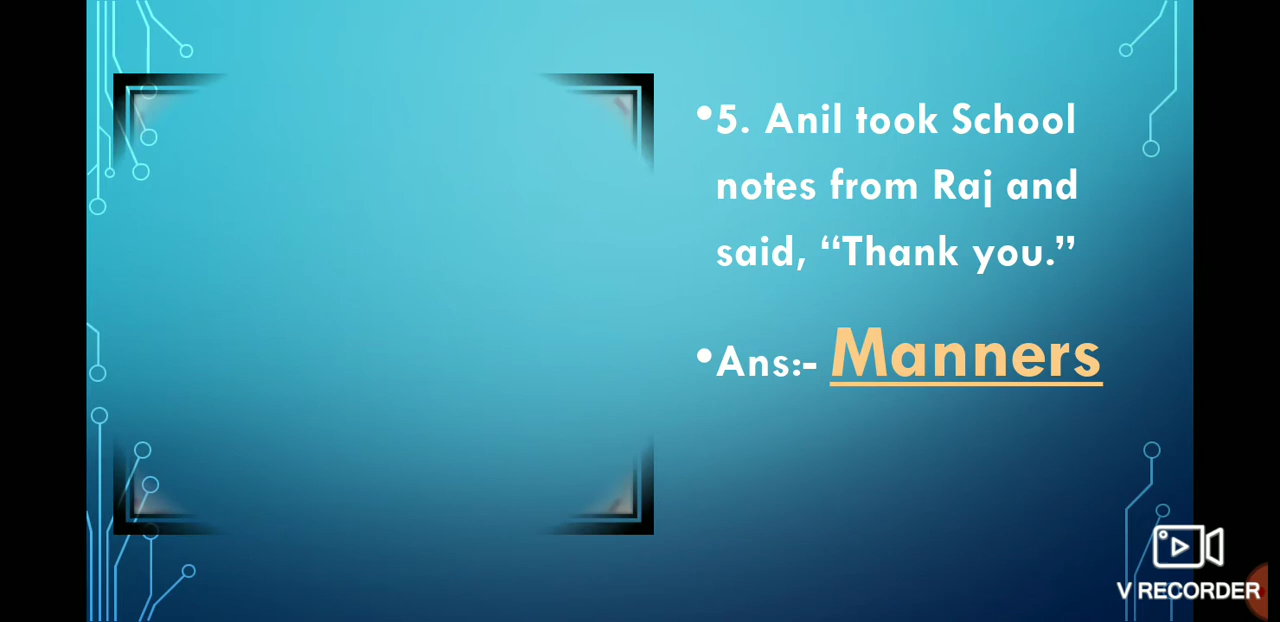 •5. Anil took School
notes from Raj and
said, “Thank you.”
•Ans:- Manners
V RECORDER